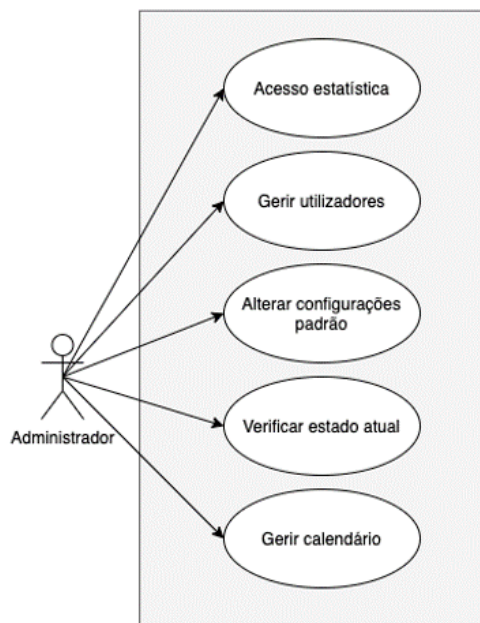 Acesso estatística
Gerir utilizadores
Alterar configurações
padrão
Verificar estado atual
Administrador
Gerir calendário